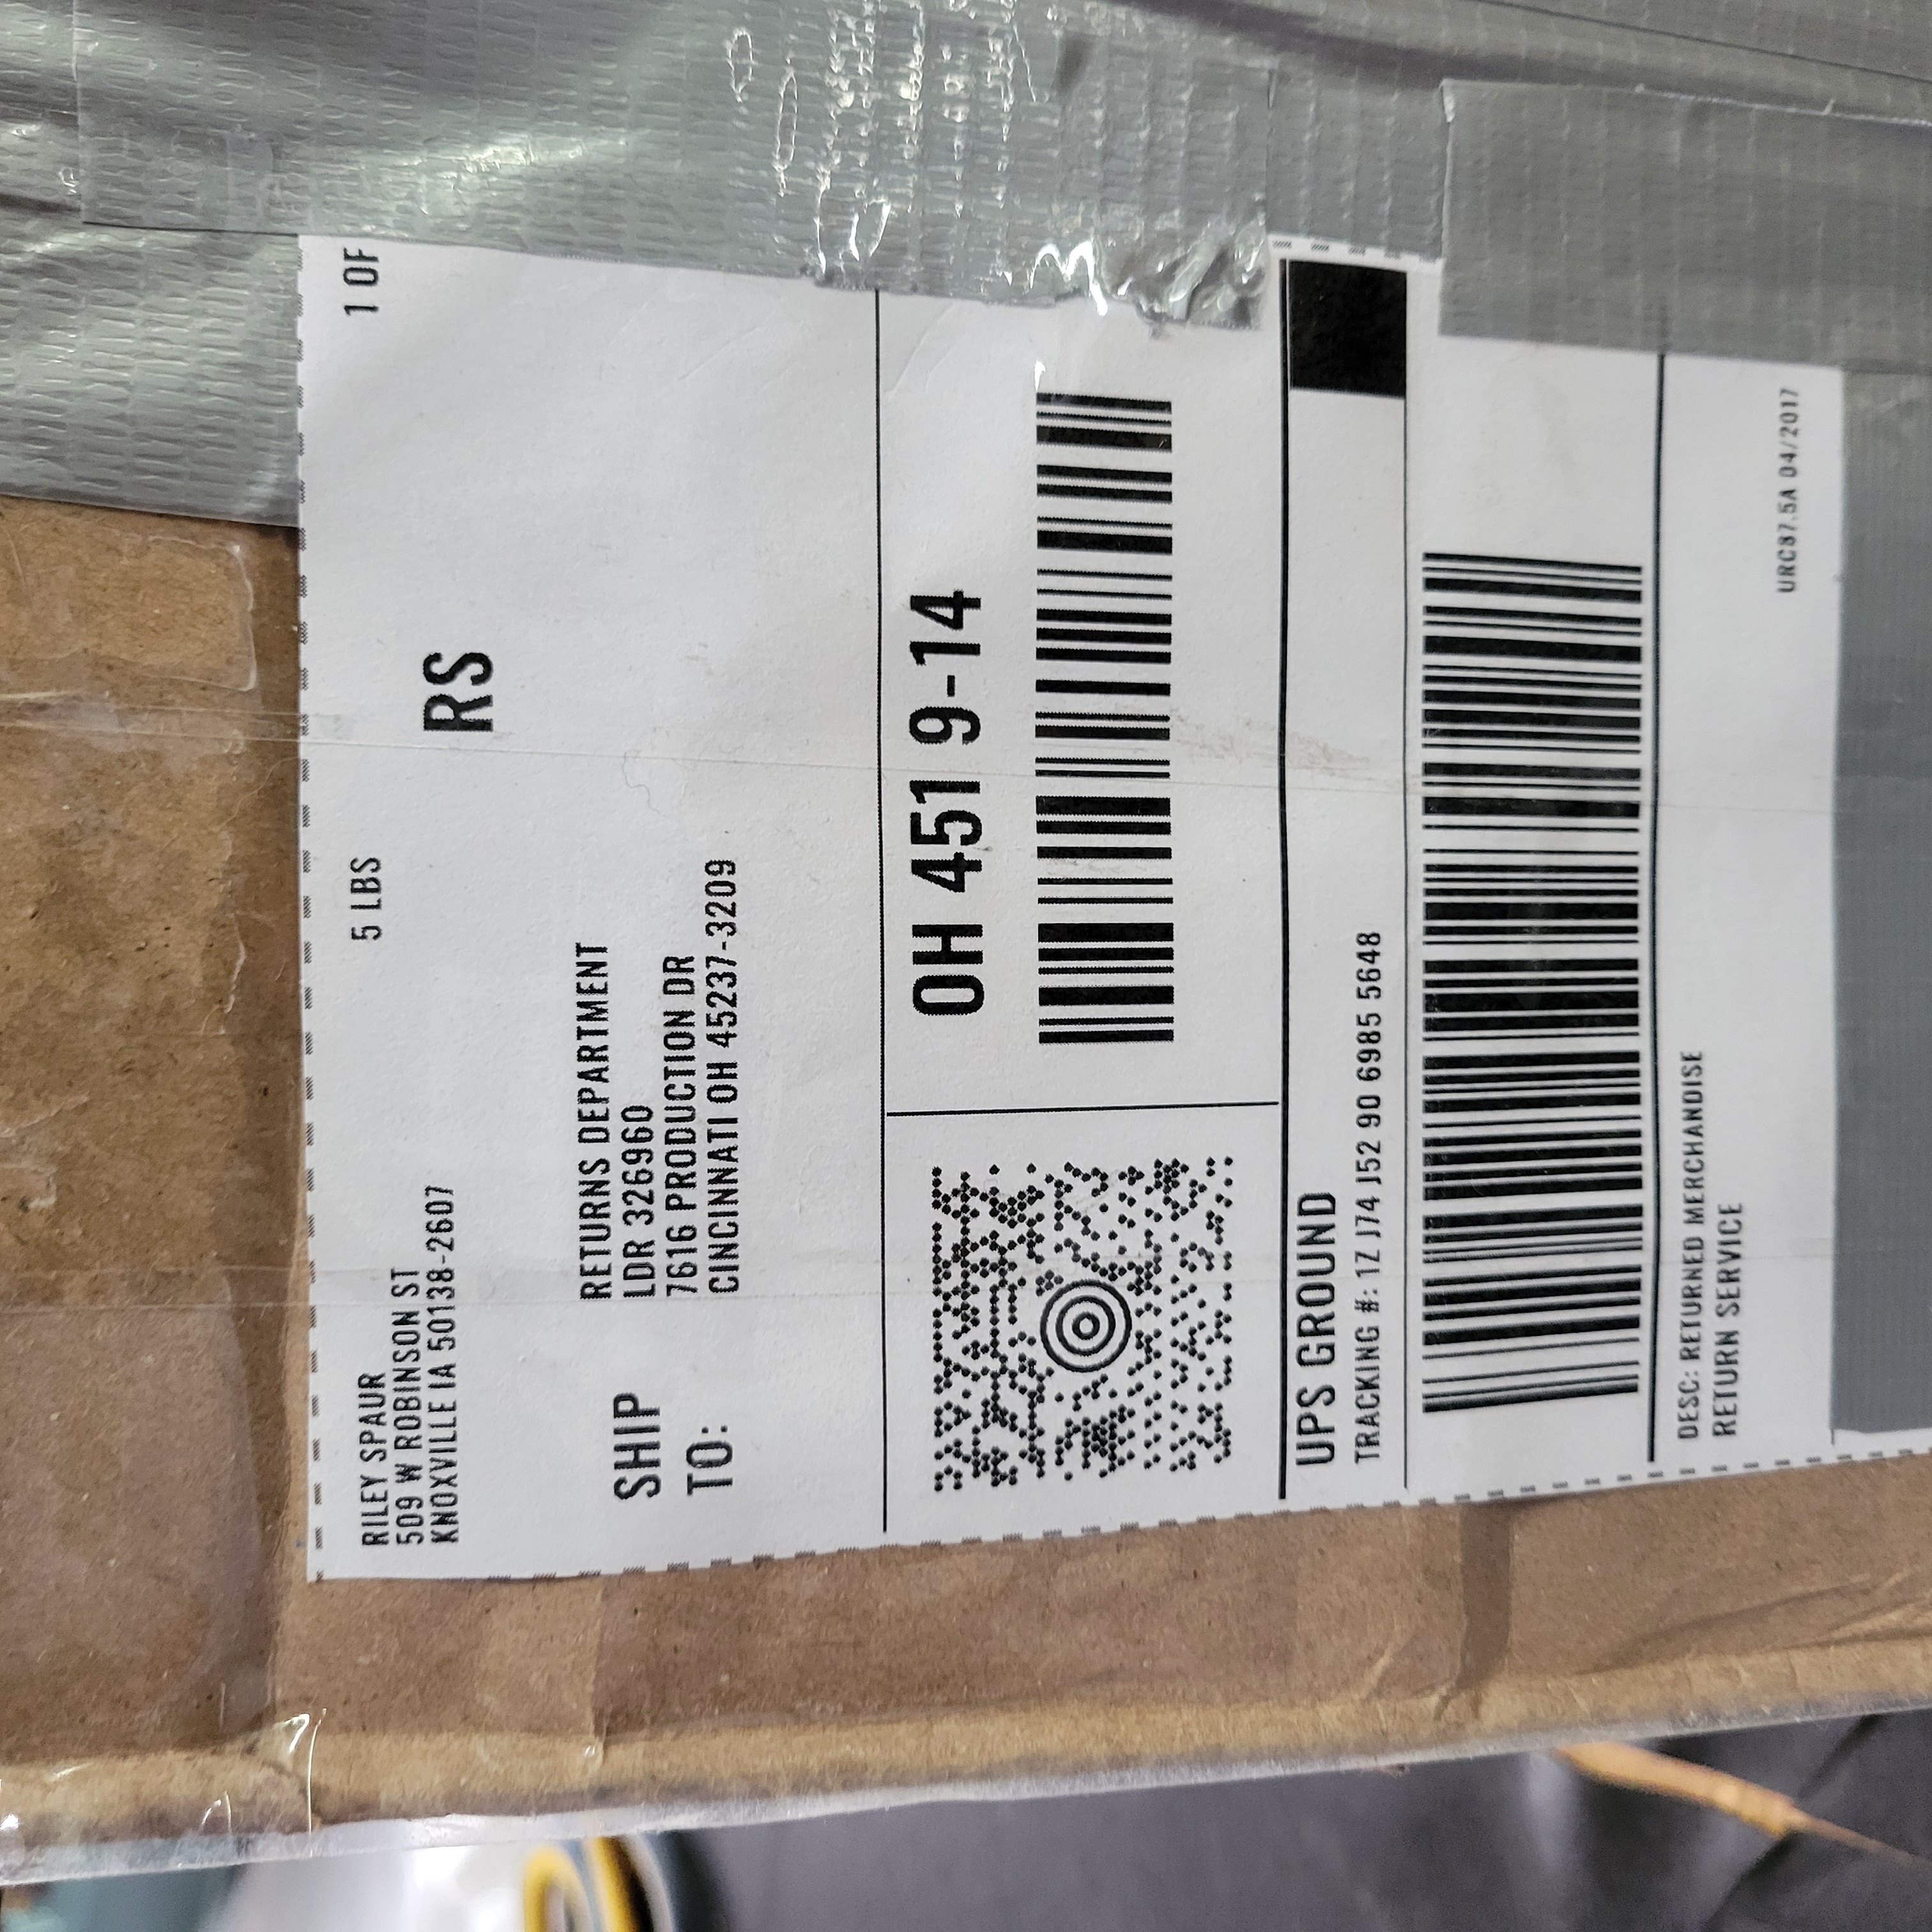 RILEY SPAUR
509 W ROBINSON ST
KNOXVILLE IA 50138-2607
5 LBS
1 OF
RS
SHIP
TO:
RETURNS DEPARTMENT
LDR 326960
7616 PRODUCTION DR
CINCINNATI OH 45237-3209
OH 451 9-14
UPS GROUND
TRACKING #: 1Z J74 J52 90 6985 5648
DESC: RETURNED MERCHANDISE
RETURN SERVICE
URC87.5A 04/2017